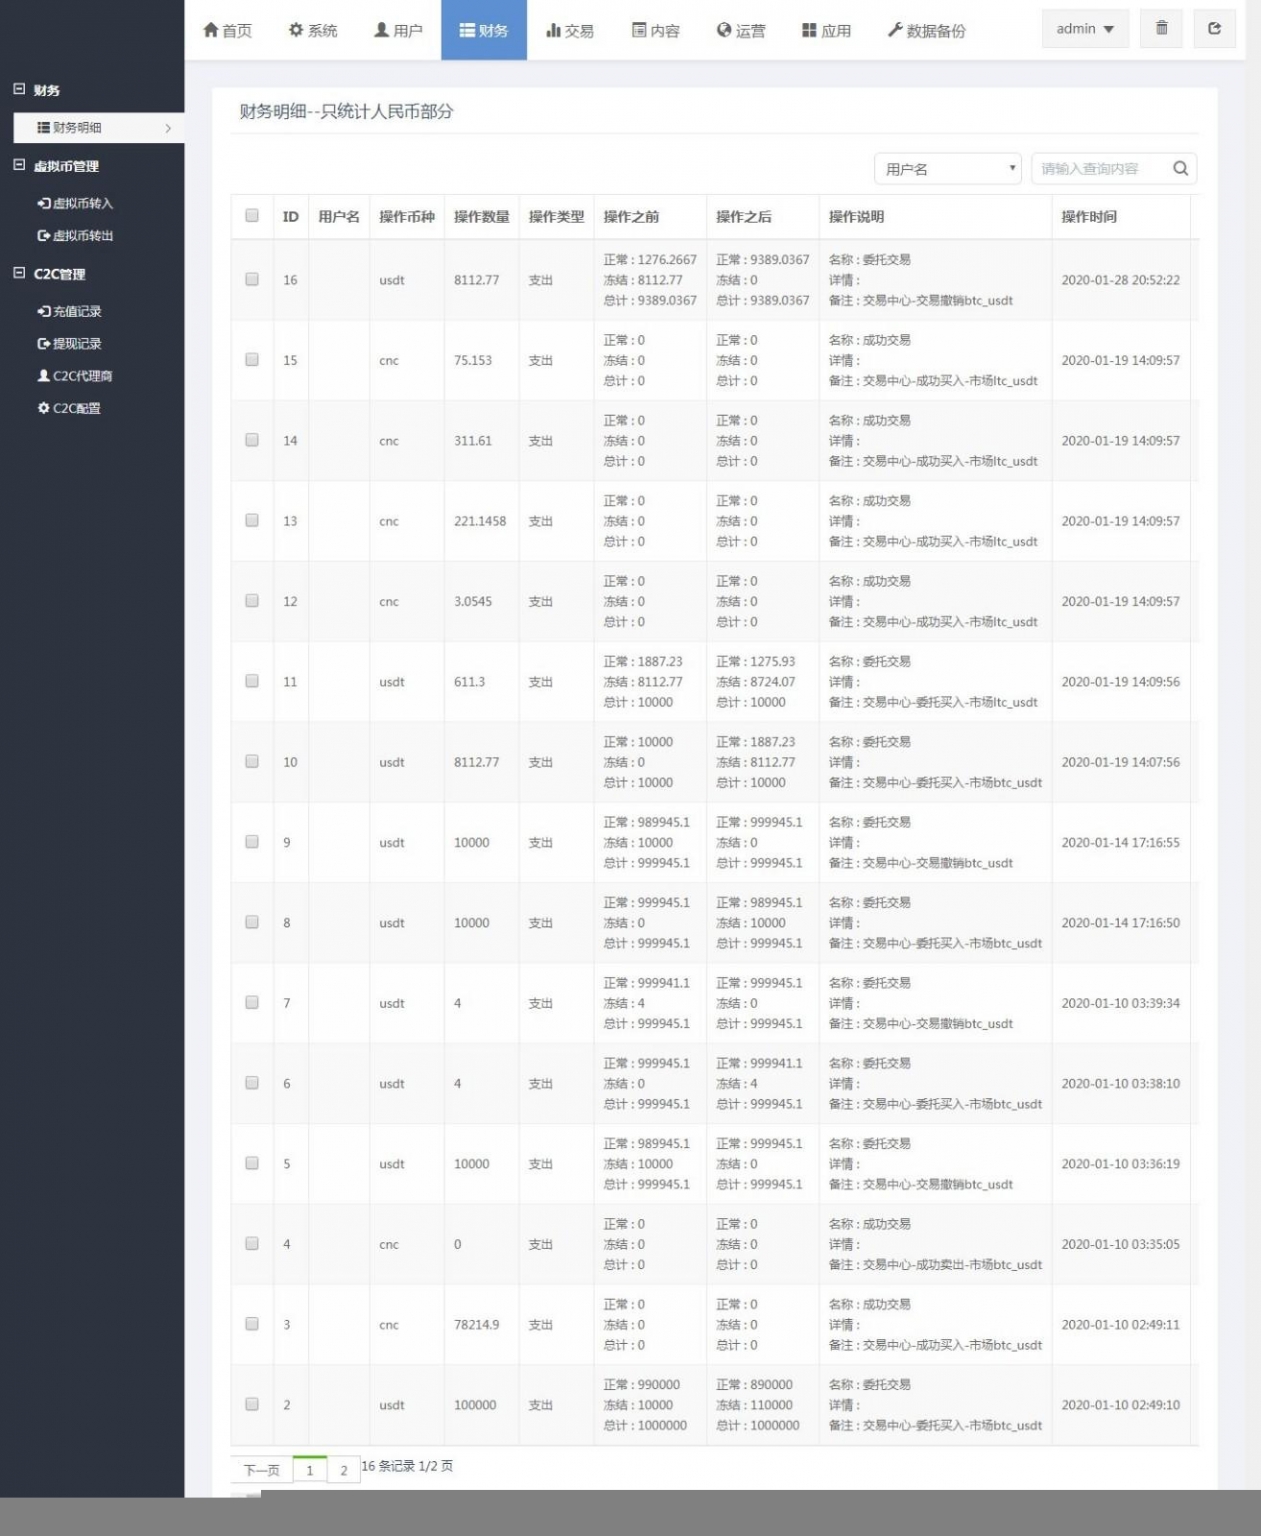 首页 系统 用户 财务 交易 内容 运营 应用 数据备份 admin
财务
财务明细
虚拟币管理
虚拟币转入
虚拟币转出
C2C管理
充值记录
提现记录
C2C代理商
C2C配置
财务明细--只统计人民币部分
用户名 请输入查询内容
ID 用户名 操作币种 操作数量 操作类型 操作之前 操作之后 操作说明 操作时间
正常 : 1276.2667 正常 : 9389.0367 名称 : 委托交易
16 usdt 8112.77 支出 冻结 : 8112.77 冻结 : 0 详情 : 2020-01-28 20:52:22
总计 : 9389.0367 总计 : 9389.0367 备注 : 交易中心-交易撤销btc_usdt
正常 : 0 正常 : 0 名称 : 成功交易
15 cnc 75.153 支出 冻结 : 0 冻结 : 0 详情 : 2020-01-19 14:09:57
总计 : 0 总计 : 0 备注 : 交易中心-成功买入-市场ltc_usdt
正常 : 0 正常 : 0 名称 : 成功交易
14 cnc 311.61 支出 冻结 : 0 冻结 : 0 详情 : 2020-01-19 14:09:57
总计 : 0 总计 : 0 备注 : 交易中心-成功买入-市场ltc_usdt
正常 : 0 正常 : 0 名称 : 成功交易
13 cnc 221.1458 支出 冻结 : 0 冻结 : 0 详情 : 2020-01-19 14:09:57
总计 : 0 总计 : 0 备注 : 交易中心-成功买入-市场ltc_usdt
正常 : 0 正常 : 0 名称 : 成功交易
12 cnc 3.0545 支出 冻结 : 0 冻结 : 0 详情 : 2020-01-19 14:09:57
总计 : 0 总计 : 0 备注 : 交易中心-成功买入-市场ltc_usdt
正常 : 1887.23 正常 : 1275.93 名称 : 委托交易
11 usdt 611.3 支出 冻结 : 8112.77 冻结 : 8724.07 详情 : 2020-01-19 14:09:56
总计 : 10000 总计 : 10000 备注 : 交易中心-委托买入-市场ltc_usdt
正常 : 10000 正常 : 1887.23 名称 : 委托交易
10 usdt 8112.77 支出 冻结 : 0 冻结 : 8112.77 详情 : 2020-01-19 14:07:56
总计 : 10000 总计 : 10000 备注 : 交易中心-委托买入-市场btc_usdt
正常 : 989945.1 正常 : 999945.1 名称 : 委托交易
9 usdt 10000 支出 冻结 : 10000 冻结 : 0 详情 : 2020-01-14 17:16:55
总计 : 999945.1 总计 : 999945.1 备注 : 交易中心-交易撤销btc_usdt
正常 : 999945.1 正常 : 989945.1 名称 : 委托交易
8 usdt 10000 支出 冻结 : 0 冻结 : 10000 详情 : 2020-01-14 17:16:50
总计 : 999945.1 总计 : 999945.1 备注 : 交易中心-委托买入-市场btc_usdt
正常 : 999941.1 正常 : 999945.1 名称 : 委托交易
7 usdt 4 支出 冻结 : 4 冻结 : 0 详情 : 2020-01-10 03:39:34
总计 : 999945.1 总计 : 999945.1 备注 : 交易中心-交易撤销btc_usdt
正常 : 999945.1 正常 : 999941.1 名称 : 委托交易
6 usdt 4 支出 冻结 : 0 冻结 : 4 详情 : 2020-01-10 03:38:10
总计 : 999945.1 总计 : 999945.1 备注 : 交易中心-委托买入-市场btc_usdt
正常 : 989945.1 正常 : 999945.1 名称 : 委托交易
5 usdt 10000 支出 冻结 : 10000 冻结 : 0 详情 : 2020-01-10 03:36:19
总计 : 999945.1 总计 : 999945.1 备注 : 交易中心-交易撤销btc_usdt
正常 : 0 正常 : 0 名称 : 成功交易
4 cnc 0 支出 冻结 : 0 冻结 : 0 详情 : 2020-01-10 03:35:05
总计 : 0 总计 : 0 备注 : 交易中心-成功卖出-市场btc_usdt
正常 : 0 正常 : 0 名称 : 成功交易
3 cnc 78214.9 支出 冻结 : 0 冻结 : 0 详情 : 2020-01-10 02:49:11
总计 : 0 总计 : 0 备注 : 交易中心-成功买入-市场btc_usdt
正常 : 990000 正常 : 890000 名称 : 委托交易
2 usdt 100000 支出 冻结 : 10000 冻结 : 110000 详情 : 2020-01-10 02:49:10
总计 : 1000000 总计 : 1000000 备注 : 交易中心-委托买入-市场btc_usdt
下一页 1 2 16 条记录 1/2 页